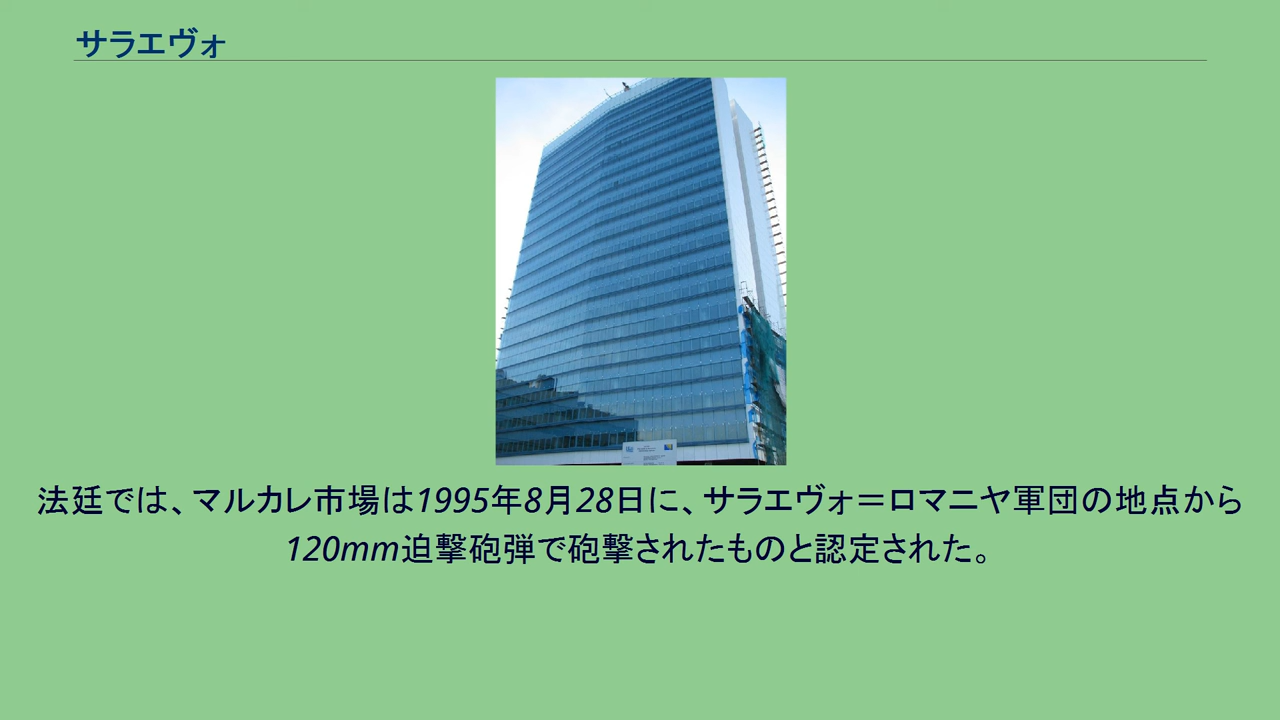 サラエヴォ
法廷では、マルカレ市場は1995年8月28日に、サラエヴォ＝ロマニヤ軍団の地点から
120mm迫撃砲弾で砲撃されたものと認定された。